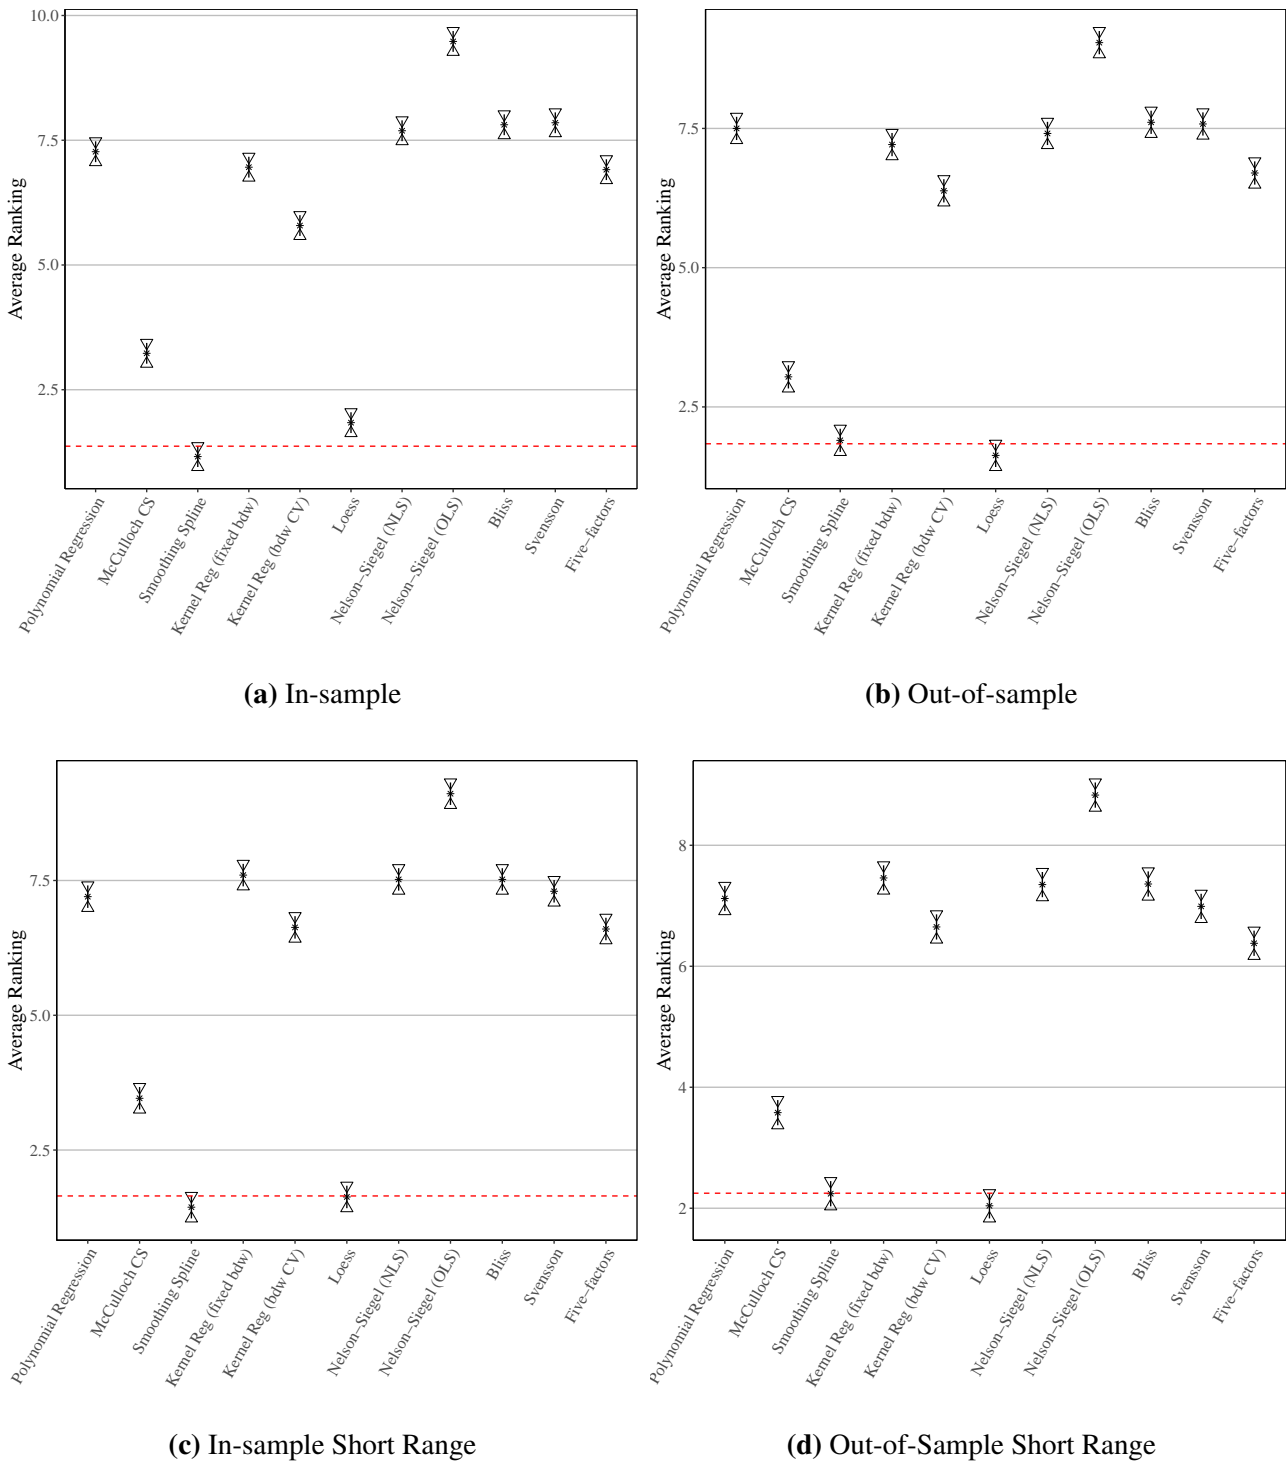 Average Ranking
10.0
7.5
5.0
2.5
Polynomial Regression
McCulloch CS
Smoothing Spline
Kernel Reg (fixed bdw)
Kernel Reg (bdw CV)
Loess
Nelson−Siegel (NLS)
Nelson−Siegel (OLS)
Bliss
Svensson
Five−factors
(a) In-sample
Average Ranking
7.5
5.0
2.5
Polynomial Regression
McCulloch CS
Smoothing Spline
Kernel Reg (fixed bdw)
Kernel Reg (bdw CV)
Loess
Nelson−Siegel (NLS)
Nelson−Siegel (OLS)
Bliss
Svensson
Five−factors
(b) Out-of-sample
Average Ranking
7.5
5.0
2.5
Polynomial Regression
McCulloch CS
Smoothing Spline
Kernel Reg (fixed bdw)
Kernel Reg (bdw CV)
Loess
Nelson−Siegel (NLS)
Nelson−Siegel (OLS)
Bliss
Svensson
Five−factors
(c) In-sample Short Range
Average Ranking
8
6
4
2
Polynomial Regression
McCulloch CS
Smoothing Spline
Kernel Reg (fixed bdw)
Kernel Reg (bdw CV)
Loess
Nelson−Siegel (NLS)
Nelson−Siegel (OLS)
Bliss
Svensson
Five−factors
(d) Out-of-Sample Short Range